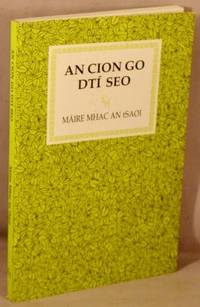 AN CION GO
DTÍ SEO
MÁIRE MHAC AN tSAOI